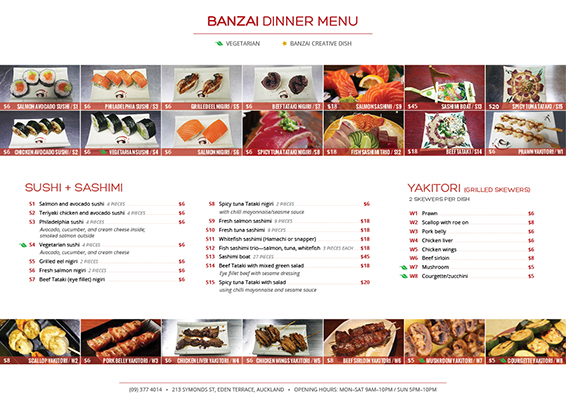 BANZAI DINNER MENU
VEGETARIAN BANZAI CREATIVE DISH
$6 SALMON AVOCADO SUSHI / S1
$6 PHILADELPHIA SUSHI / S3
$6 GRILLED EEL NIGIRI / S5
$6 BEEF TATAKI NIGIRI / S7
$18 SALMON SASHIMI / S9
$45 SASHIMI BOAT / S13
$20 SPICY TUNA TATAKI / S15
$6 CHICKEN AVOCADO SUSHI / S2
$6 VEGETARIAN SUSHI / S4
$6 SALMON NIGIRI / S6
$6 SPICY TUNA TATAKI NIGIRI / S8
$18 FISH SASHIMI TRIO / S12
$18 BEEF TATAKI / S14
$6 PRAWN YAKITORI / W1
SUSHI + SASHIMI
S1 Salmon and avocado sushi 4 PIECES $6
S2 Teriyaki chicken and avocado sushi 4 PIECES $6
S3 Philadelphia sushi 4 PIECES $6
Avocado, cucumber, and cream cheese inside;
smoked salmon outside
S4 Vegetarian sushi 4 PIECES $6
Avocado, cucumber, and cream cheese
S5 Grilled eel nigiri 2 PIECES $6
S6 Fresh salmon nigiri 2 PIECES $6
S7 Beef Tataki (eye fillet) nigiri $6
S8 Spicy tuna Tataki nigiri 2 PIECES $6
with chilli mayonnaise/sesame sauce
S9 Fresh salmon sashimi 9 PIECES $18
S10 Fresh tuna sashimi 9 PIECES $18
S11 Whitefish sashimi (Hamachi or snapper) $18
S12 Fish sashimi trio—salmon, tuna, whitefish 3 PIECES EACH $18
S13 Sashimi boat 27 PIECES $45
S14 Beef Tataki with mixed green salad $18
Eye fillet beef with sesame dressing
S15 Spicy tuna Tataki with salad $20
using chilli mayonnaise and sesame sauce
YAKITORI (GRILLED SKEWERS)
2 SKEWERS PER DISH
W1 Prawn $6
W2 Scallop with roe on $8
W3 Pork belly $6
W4 Chicken liver $6
W5 Chicken wings $6
W6 Beef sirloin $8
W7 Mushroom $5
W8 Courgette/zucchini $5
$8 SCALLOP YAKITORI / W2
$6 PORK BELLY YAKITORI / W3
$6 CHICKEN LIVER YAKITORI / W4
$6 CHICKEN WINGS YAKITORI / W5
$8 BEEF SIRLOIN YAKITORI / W6
$5 MUSHROOM YAKITORI / W7
$5 COURGETTE YAKITORI / W8
(09) 377 4014 • 213 SYMONDS ST, EDEN TERRACE, AUCKLAND • OPENING HOURS: MON–SAT 9AM–10PM / SUN 5PM–10PM